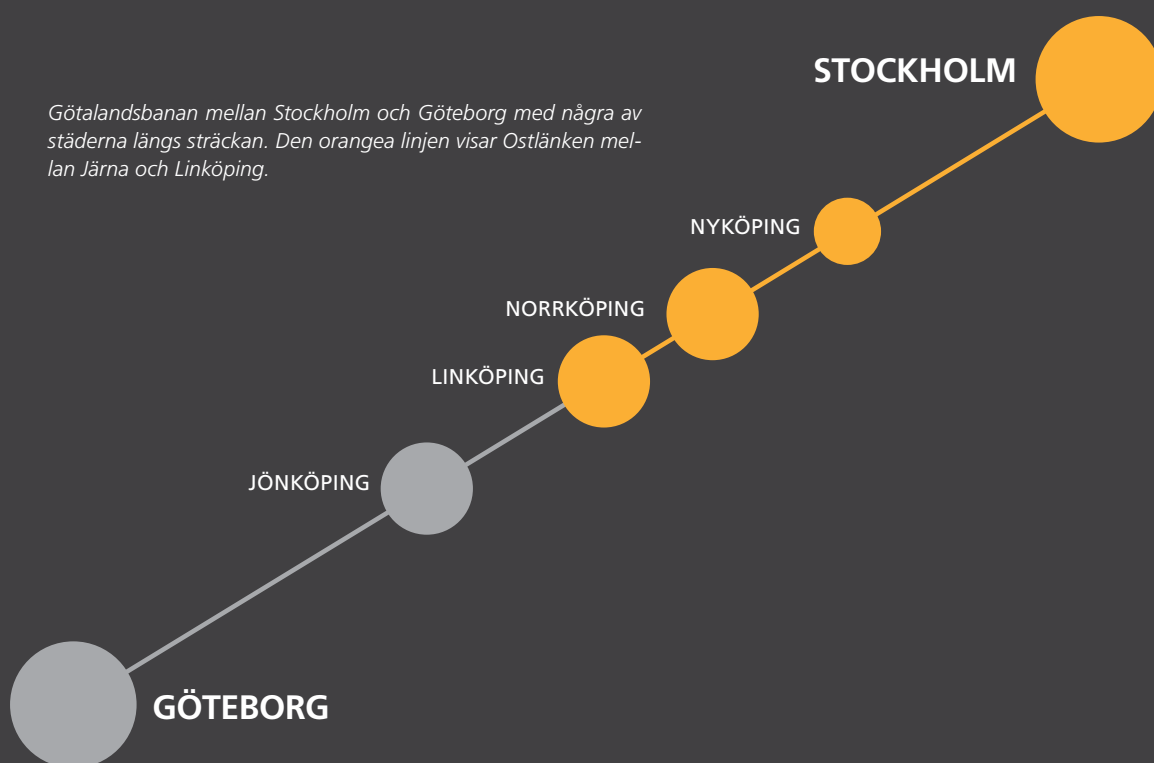 STOCKHOLM
Götalandsbanan mellan Stockholm och Göteborg med några av
städerna längs sträckan. Den orangea linjen visar Ostlänken mel-
lan Järna och Linköping.
NYKÖPING
NORRKÖPING
LINKÖPING
JÖNKÖPING
GÖTEBORG